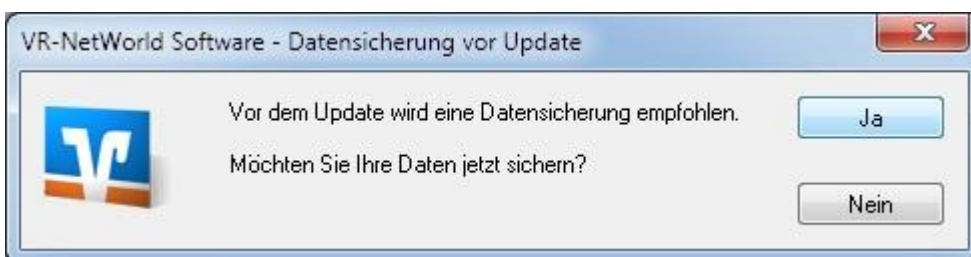 VR-NetWorld Software - Datensicherung vor Update
Vor dem Update wird eine Datensicherung empfohlen.
Ja
Möchten Sie Ihre Daten jetzt sichern?
Nein